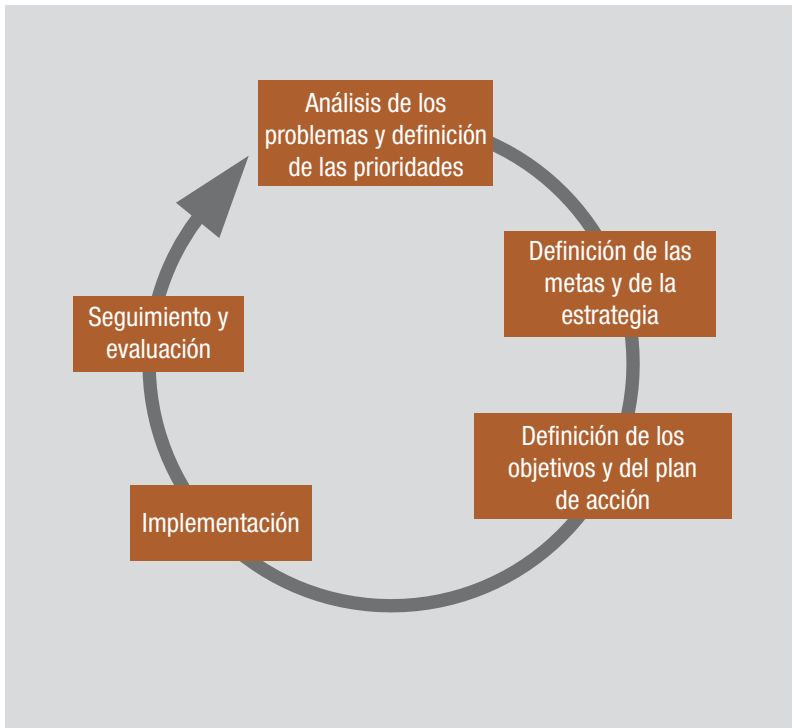 Análisis de los
problemas y definición
de las prioridades
Definición de las
metas y de la
estrategia
Definición de los
objetivos y del plan
de acción
Implementación
Seguimiento y
evaluación